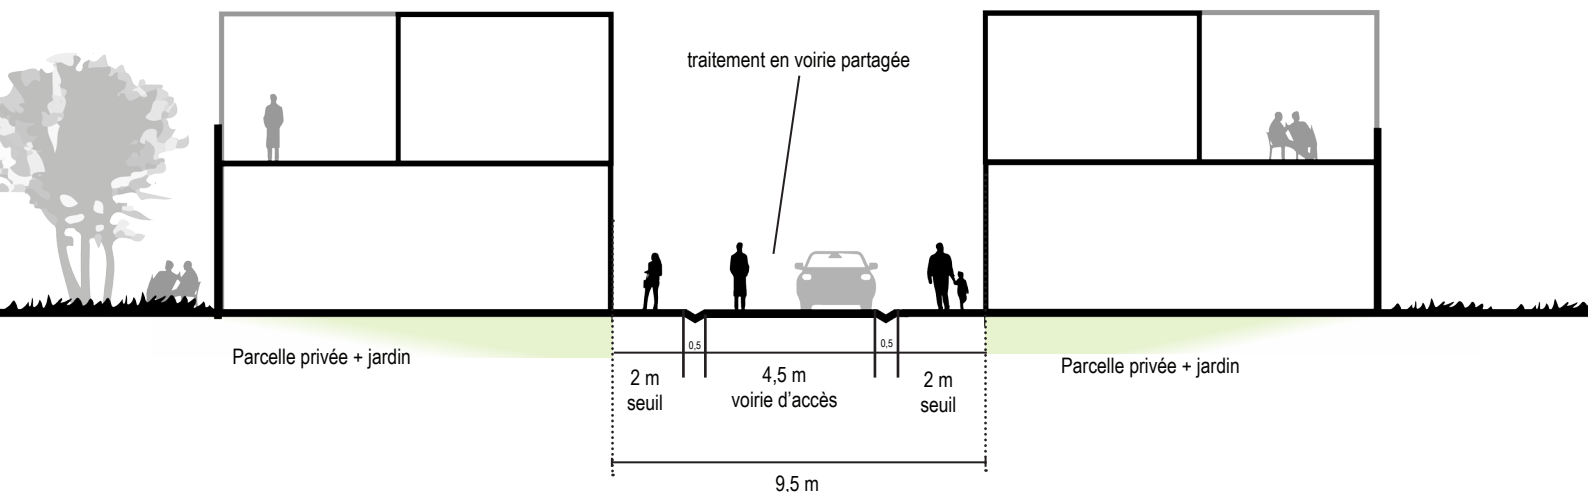 traitement en voirie partagée
Parcelle privée + jardin
0,5
0,5
Parcelle privée + jardin
2 m
seuil
4,5 m
voirie d'accès
2 m
seuil
9,5 m